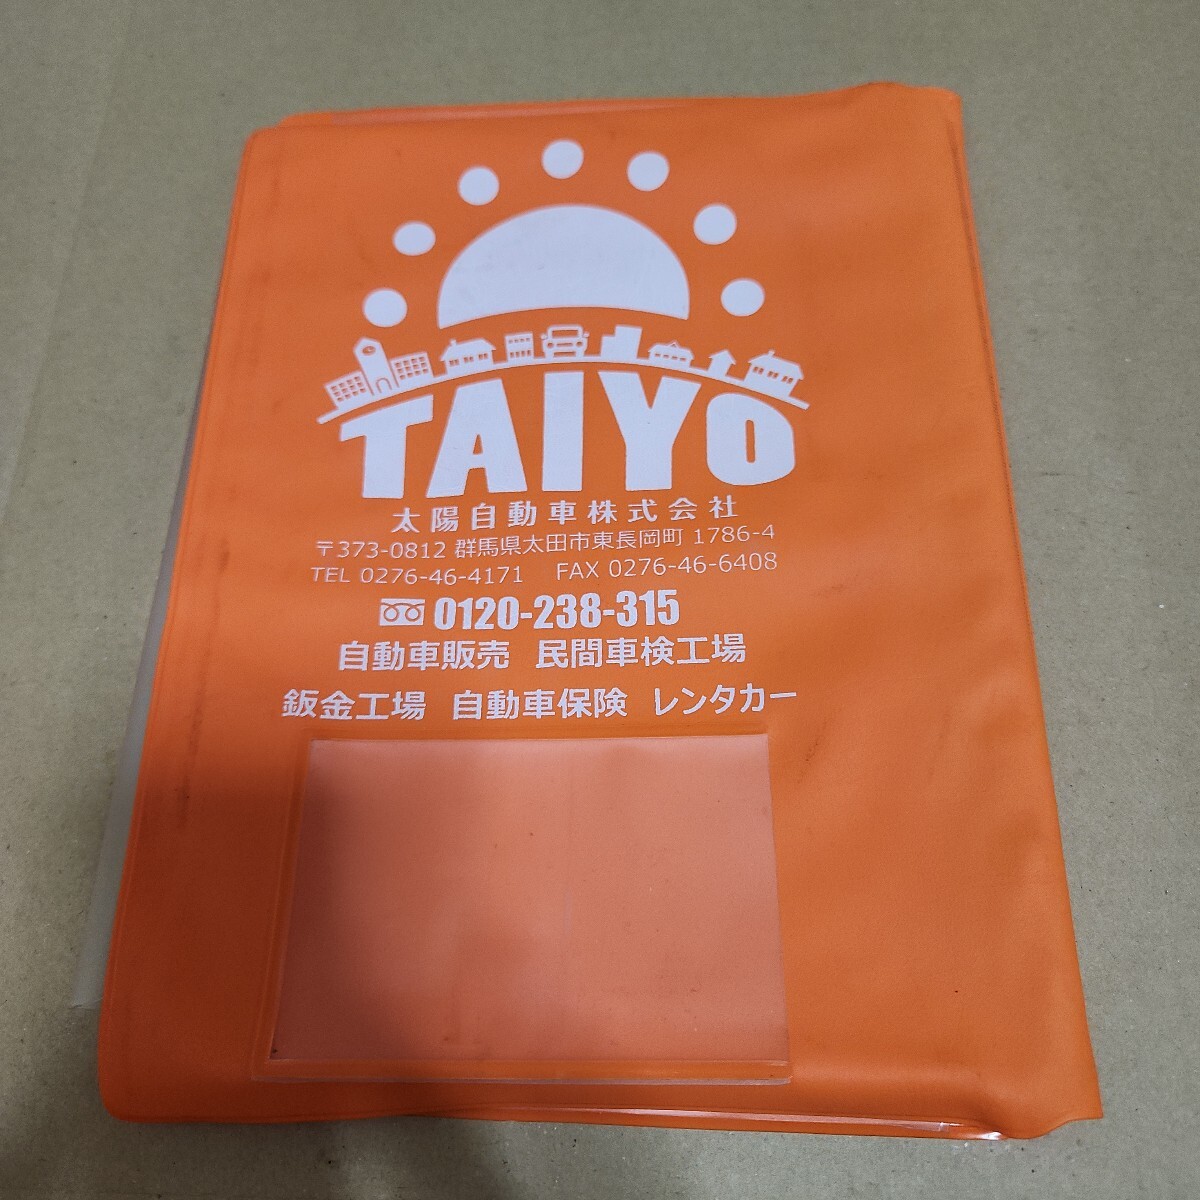 TAIYO
太陽自動車株式会社
〒373-0812 群馬県太田市東長岡町 1786-4
TEL 0276-46-4171 FAX 0276-46-6408
0120-238-315
自動車販売 民間車検工場
鈑金工場 自動車保険 レンタカー